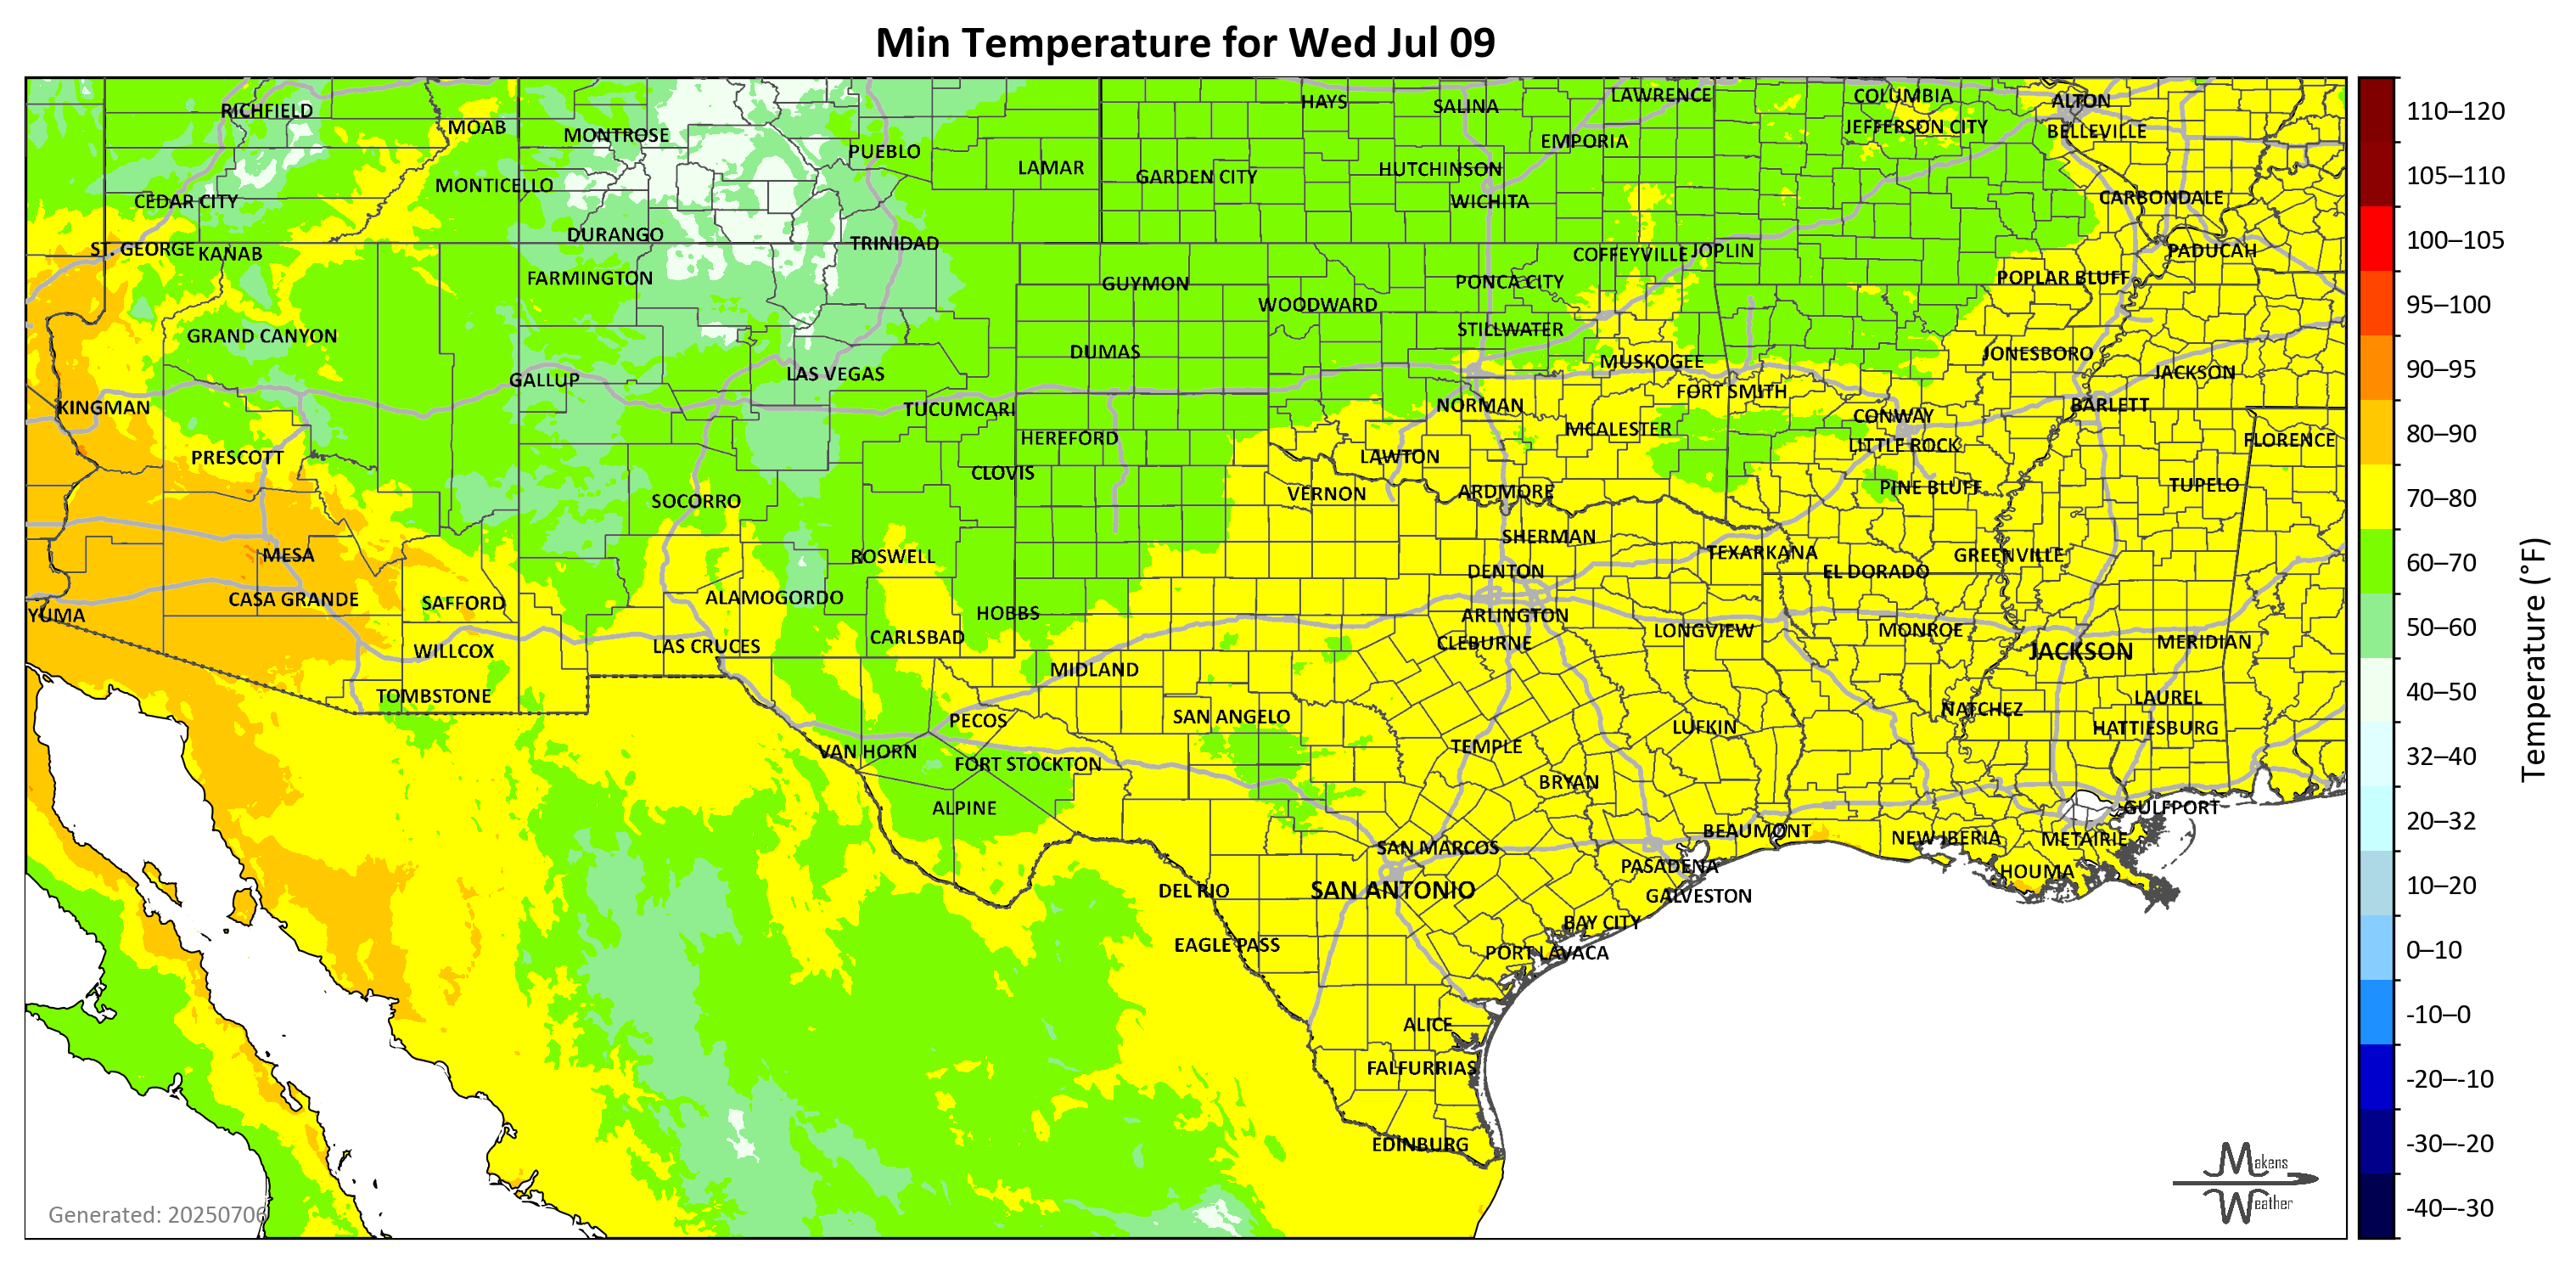 Min Temperature for Wed Jul 09
HAYS
SALINA
LAWRENCE
COLUMBIA
ALTON
RICHFIELD
MOAB
MONTROSE
PUEBLO
EMPORIA
JEFFERSON CITY
BELLEVILLE
LAMAR
GARDEN CITY
HUTCHINSON
MONTICELLO
CEDAR CITY
WICHITA
CARBONDALE
DURANGO
TRINIDAD
ST. GEORGE
KANAB
COFFEYVILLE
JOPLIN
PADUCAH
FARMINGTON
GUYMON
PONCA CITY
POPLAR BLUFF
WOODWARD
GRAND CANYON
STILLWATER
DUMAS
MUSKOGEE
JONESBORO
GALLUP
LAS VEGAS
JACKSON
FORT SMITH
KINGMAN
TUCUMCARI
NORMAN
CONWAY
BARLETT
HEREFORD
MCALESTER
LITTLE ROCK
FLORENCE
PRESCOTT
CLOVIS
LAWTON
SOCORRO
VERNON
ARDMORE
PINE BLUFF
TUPELO
MESA
ROSWELL
SHERMAN
TEXARKANA
GREENVILLE
CASA GRANDE
SAFFORD
ALAMOGORDO
DENTON
EL DORADO
YUMA
HOBBS
ARLINGTON
WILLCOX
LAS CRUCES
CARLSBAD
CLEBURNE
LONGVIEW
MONROE
JACKSON
MERIDIAN
TOMBSTONE
MIDLAND
PECOS
SAN ANGELO
LUFKIN
NATCHEZ
LAUREL
HATTIESBURG
VAN HORN
FORT STOCKTON
TEMPLE
BRYAN
ALPINE
GULFPORT
SAN MARCOS
BEAUMONT
NEW IBERIA
METAIRIE
DEL RIO
SAN ANTONIO
PASADENA
GALVESTON
HOUMA
EAGLE PASS
BAY CITY
PORT LAVACA
ALICE
FALFURRIAS
EDINBURG
Generated: 20250706
Makens
Weather
110–120
105–110
100–105
95–100
90–95
80–90
70–80
60–70
50–60
40–50
32–40
20–32
10–20
0–10
-10–0
-20–-10
-30–-20
-40–-30
Temperature (°F)